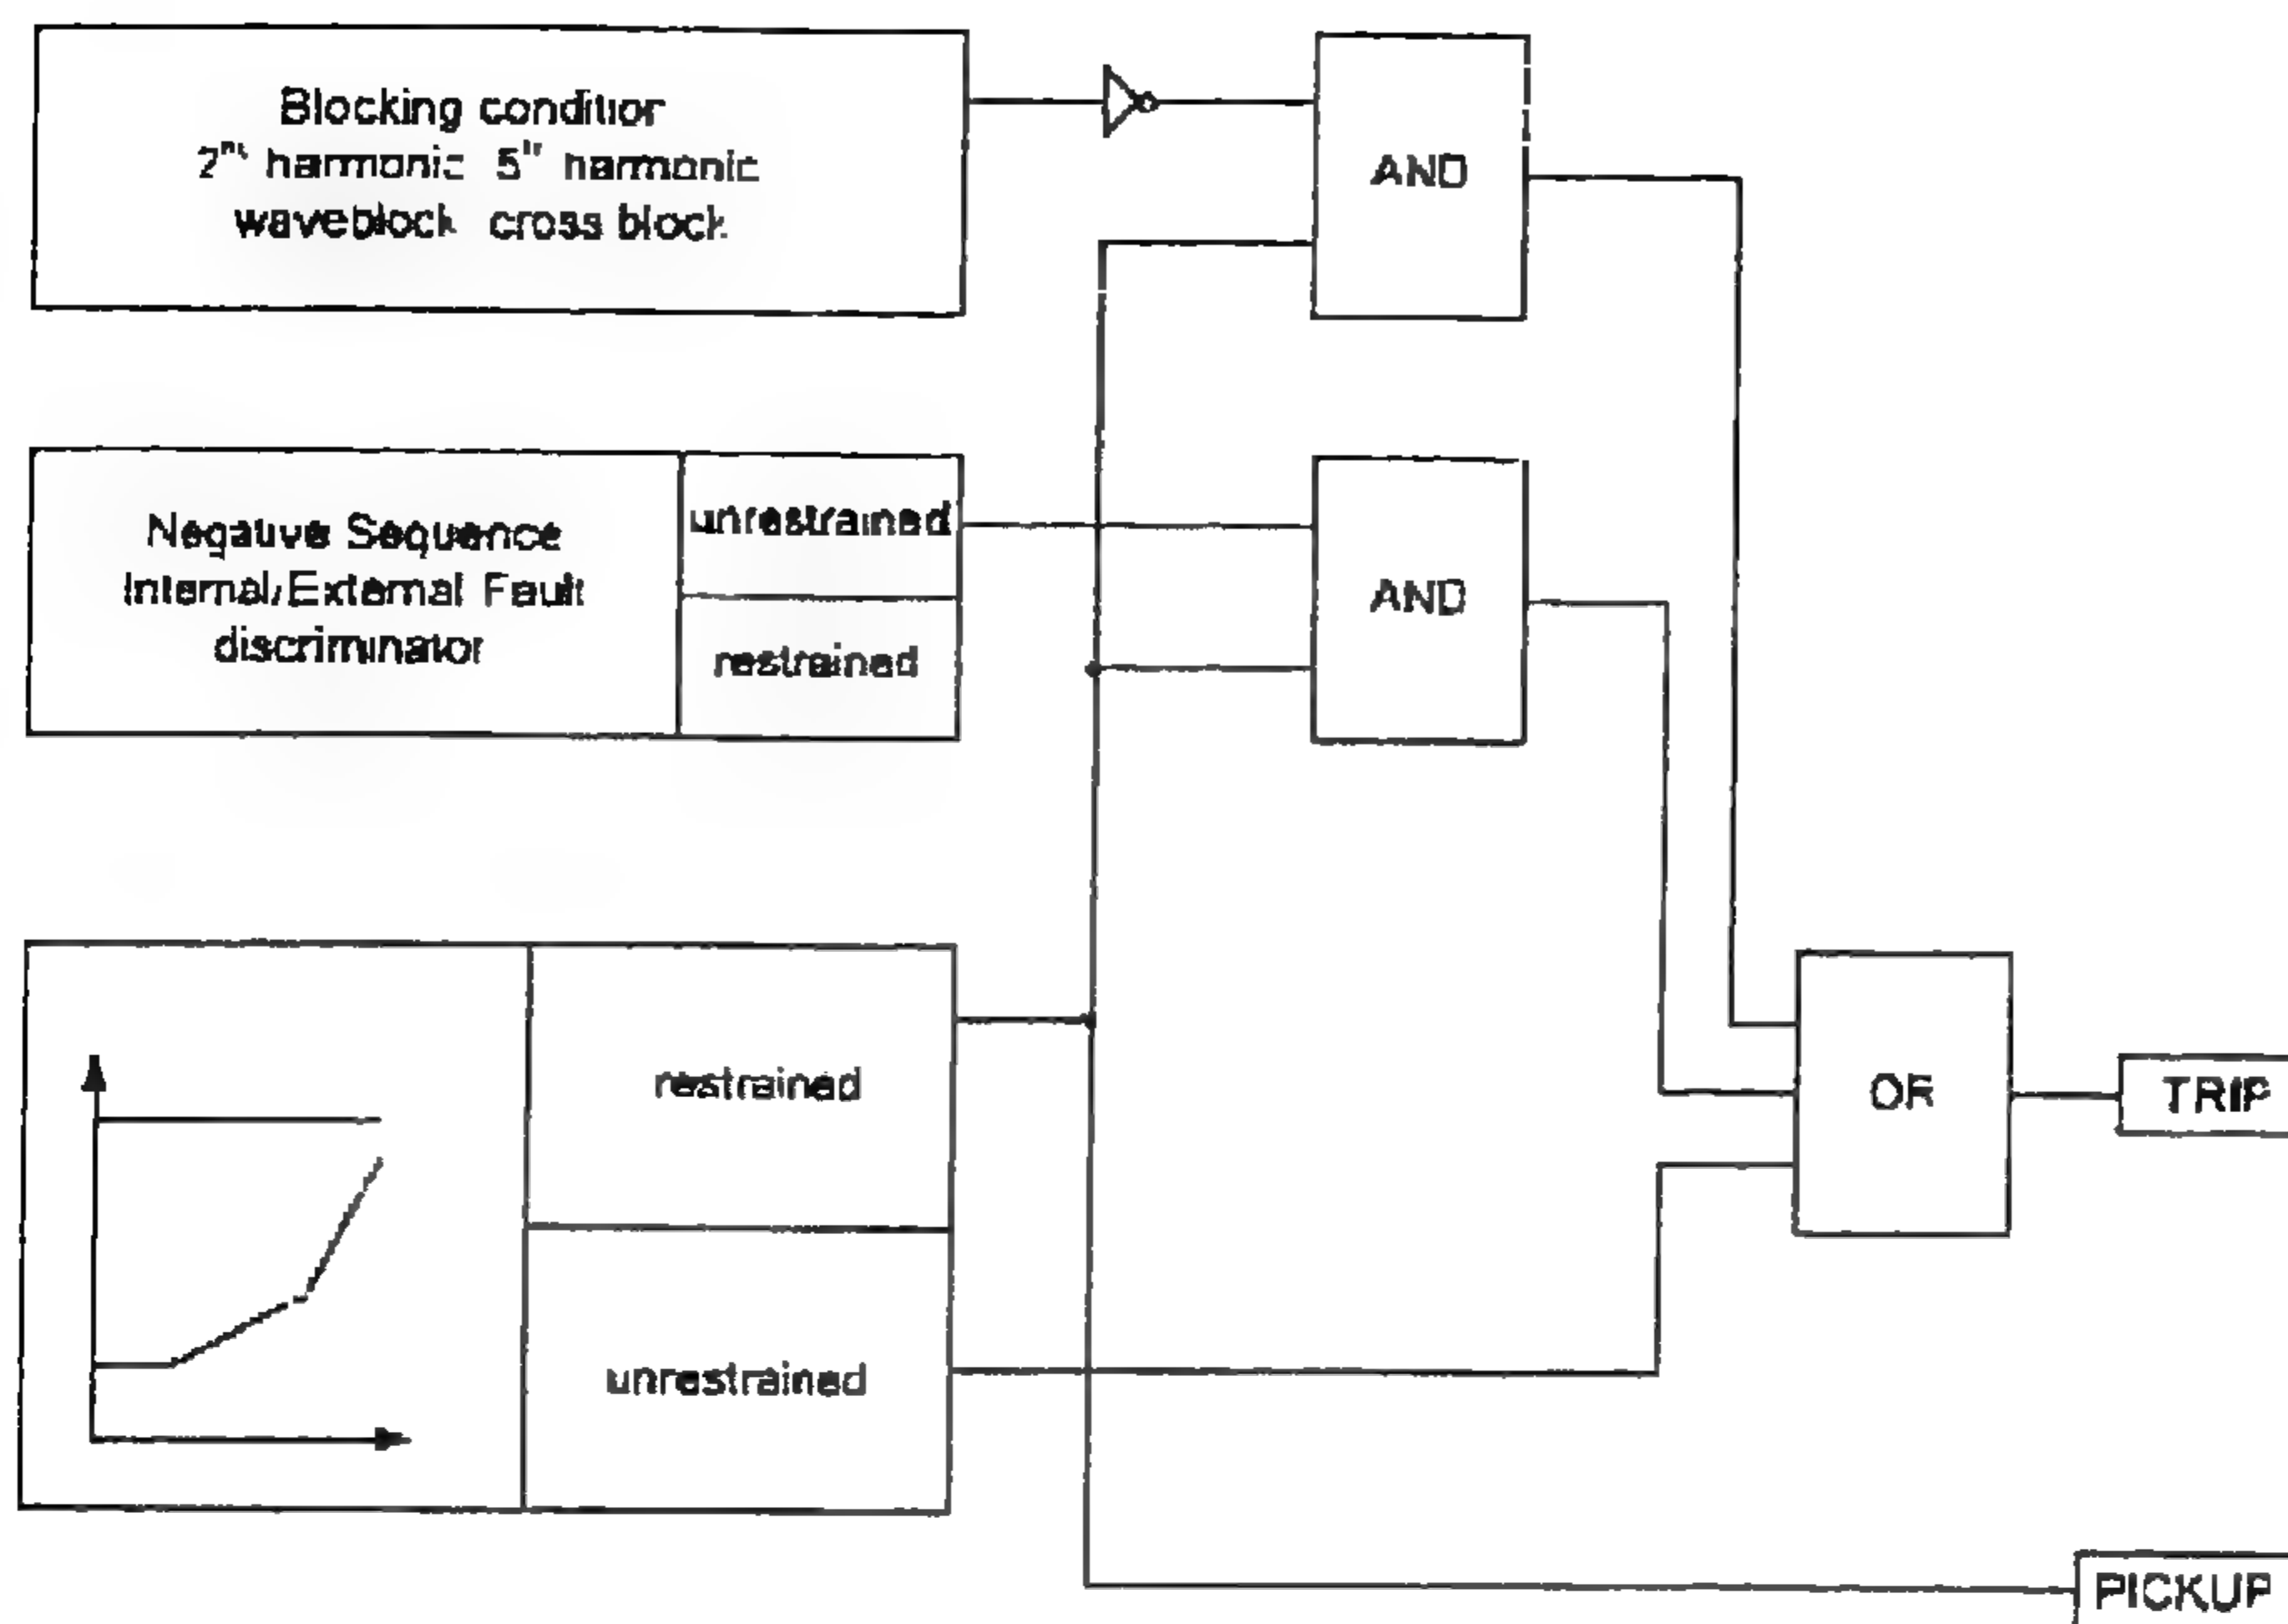 Blocking condition
2nd harmonic 5th harmonic
waveblock cross block
AND
Negative Sequence
Internal/External Fault
discriminator
unrestrained
restrained
AND
restrained
unrestrained
OR
TRIP
PICKUP